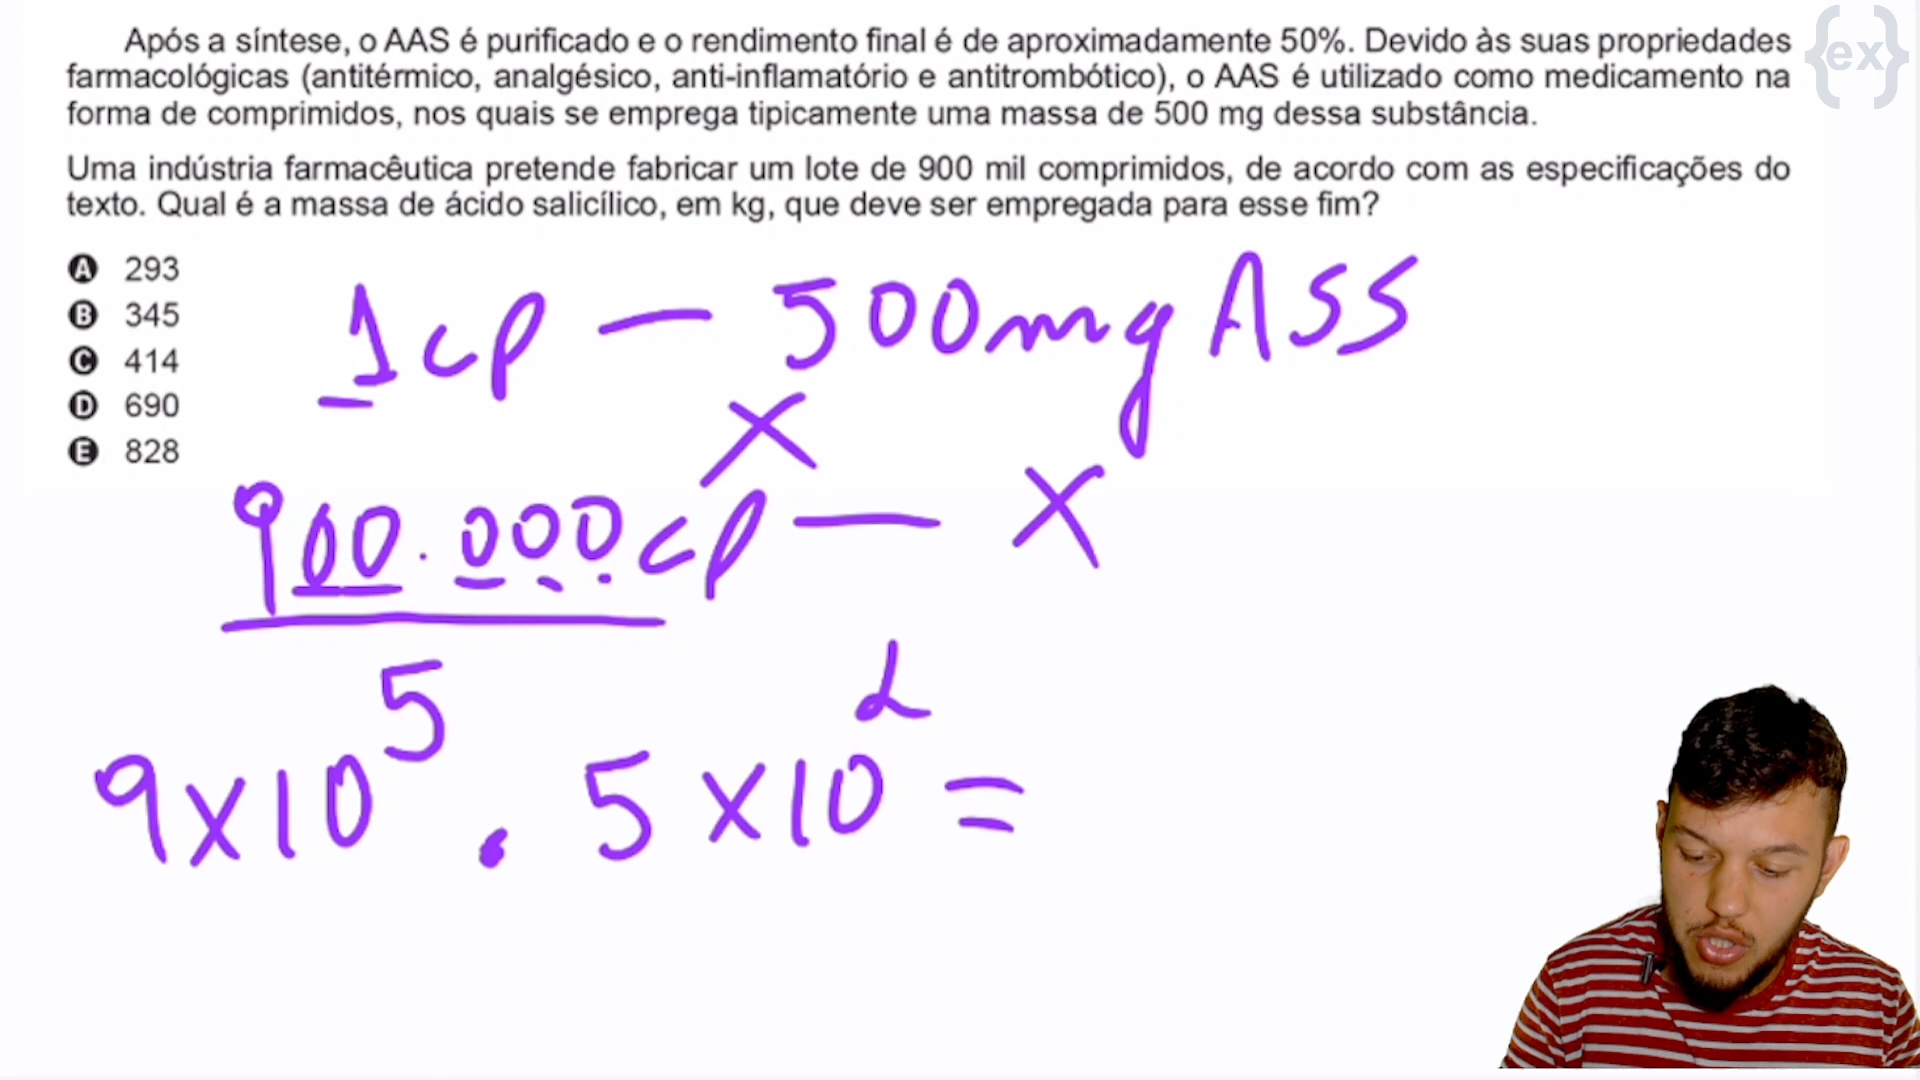 Após a síntese, o AAS é purificado e o rendimento final é de aproximadamente 50%. Devido às suas propriedades
farmacológicas (antitérmico, analgésico, anti-inflamatório e antitrombótico), o AAS é utilizado como medicamento na
forma de comprimidos, nos quais se emprega tipicamente uma massa de 500 mg dessa substância.
Uma indústria farmacêutica pretende fabricar um lote de 900 mil comprimidos, de acordo com as especificações do
texto. Qual é a massa de ácido salicílico, em kg, que deve ser empregada para esse fim?
A 293
B 345
C 414
D 690
E 828
1 cp — 500mg ASS
X
900.000 cp — X
9x10^5 . 5x10^2 =
{ex}